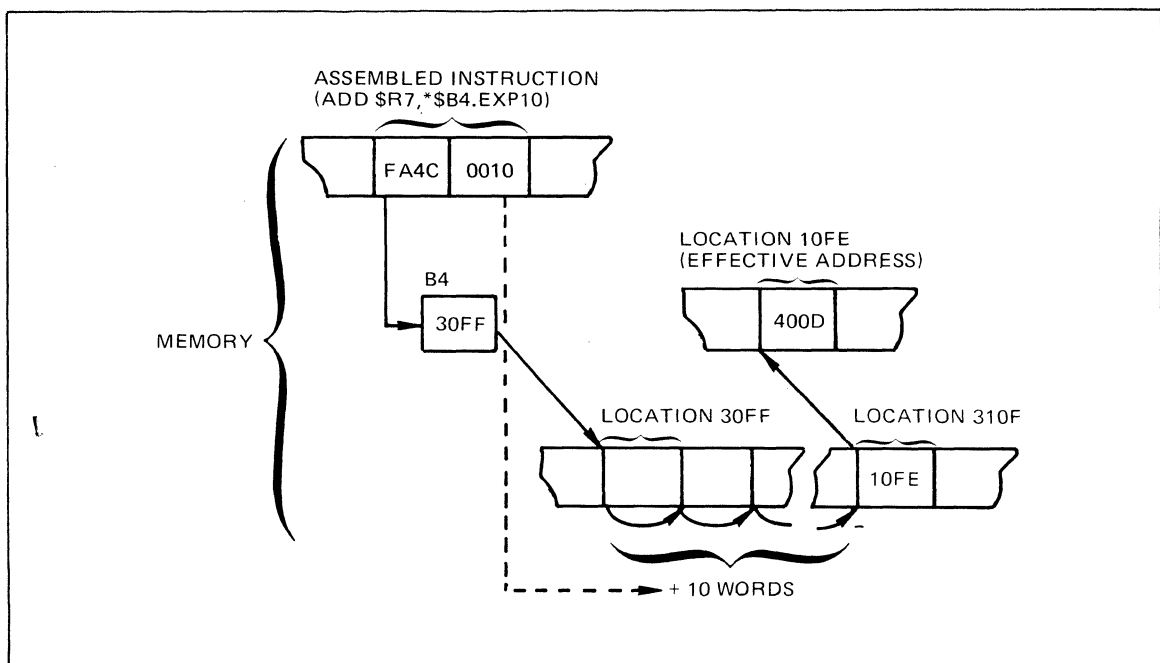 ASSEMBLED INSTRUCTION
(ADD $R7,*$B4.EXP10)
FA4C 0010
LOCATION 10FE
(EFFECTIVE ADDRESS)
B4
400D
30FF
MEMORY
LOCATION 30FF LOCATION 310F
10FE
+ 10 WORDS